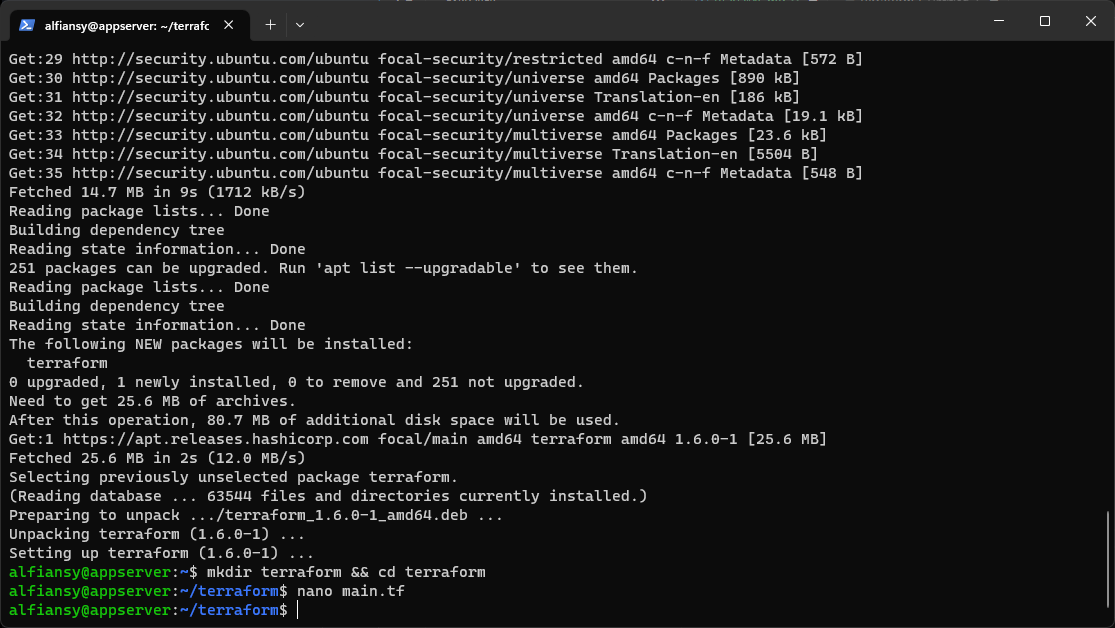 alfiansy@appserver: ~/terrafo
Get:29 http://security.ubuntu.com/ubuntu focal-security/restricted amd64 c-n-f Metadata [572 B]
Get:30 http://security.ubuntu.com/ubuntu focal-security/universe amd64 Packages [890 kB]
Get:31 http://security.ubuntu.com/ubuntu focal-security/universe Translation-en [186 kB]
Get:32 http://security.ubuntu.com/ubuntu focal-security/universe amd64 c-n-f Metadata [19.1 kB]
Get:33 http://security.ubuntu.com/ubuntu focal-security/multiverse amd64 Packages [23.6 kB]
Get:34 http://security.ubuntu.com/ubuntu focal-security/multiverse Translation-en [5504 B]
Get:35 http://security.ubuntu.com/ubuntu focal-security/multiverse amd64 c-n-f Metadata [548 B]
Fetched 14.7 MB in 9s (1712 kB/s)
Reading package lists... Done
Building dependency tree
Reading state information... Done
251 packages can be upgraded. Run 'apt list --upgradable' to see them.
Reading package lists... Done
Building dependency tree
Reading state information... Done
The following NEW packages will be installed:
  terraform
0 upgraded, 1 newly installed, 0 to remove and 251 not upgraded.
Need to get 25.6 MB of archives.
After this operation, 80.7 MB of additional disk space will be used.
Get:1 https://apt.releases.hashicorp.com focal/main amd64 terraform amd64 1.6.0-1 [25.6 MB]
Fetched 25.6 MB in 2s (12.0 MB/s)
Selecting previously unselected package terraform.
(Reading database ... 63544 files and directories currently installed.)
Preparing to unpack .../terraform_1.6.0-1_amd64.deb ...
Unpacking terraform (1.6.0-1) ...
Setting up terraform (1.6.0-1) ...
alfiansy@appserver:~$ mkdir terraform && cd terraform
alfiansy@appserver:~/terraform$ nano main.tf
alfiansy@appserver:~/terraform$